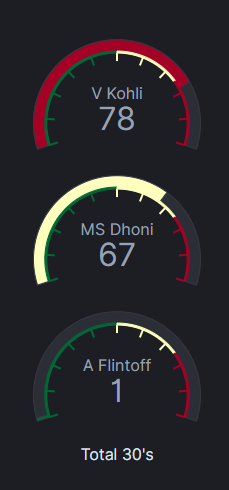 V Kohli
78
MS Dhoni
67
A Flintoff
1
Total 30's